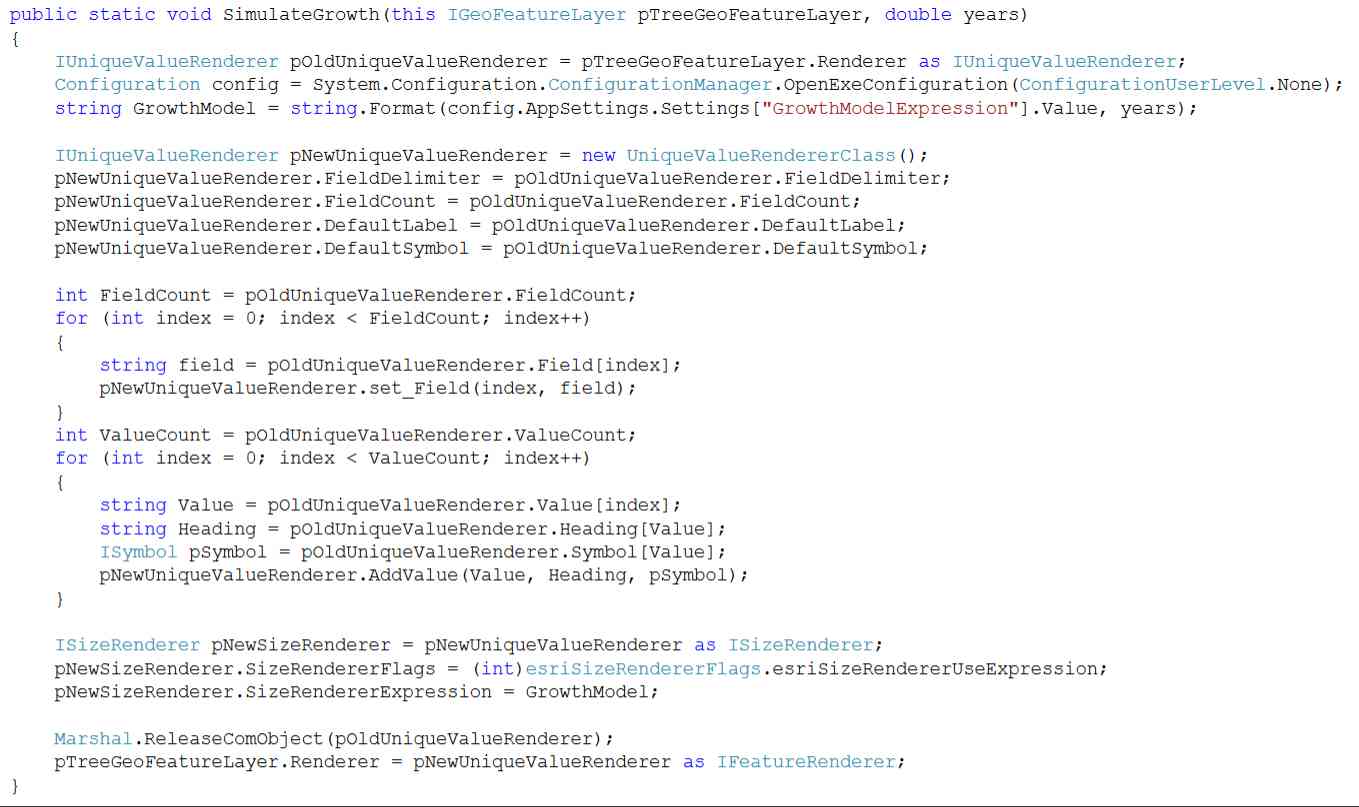 public static void SimulateGrowth(this IGeoFeatureLayer pTreeGeoFeatureLayer, double years)
{
    IUniqueValueRenderer pOldUniqueValueRenderer = pTreeGeoFeatureLayer.Renderer as IUniqueValueRenderer;
    Configuration config = System.Configuration.ConfigurationManager.OpenExeConfiguration(ConfigurationUserLevel.None);
    string GrowthModel = string.Format(config.AppSettings.Settings["GrowthModelExpression"].Value, years);

    IUniqueValueRenderer pNewUniqueValueRenderer = new UniqueValueRendererClass();
    pNewUniqueValueRenderer.FieldDelimiter = pOldUniqueValueRenderer.FieldDelimiter;
    pNewUniqueValueRenderer.FieldCount = pOldUniqueValueRenderer.FieldCount;
    pNewUniqueValueRenderer.DefaultLabel = pOldUniqueValueRenderer.DefaultLabel;
    pNewUniqueValueRenderer.DefaultSymbol = pOldUniqueValueRenderer.DefaultSymbol;

    int FieldCount = pOldUniqueValueRenderer.FieldCount;
    for (int index = 0; index < FieldCount; index++)
    {
        string field = pOldUniqueValueRenderer.Field[index];
        pNewUniqueValueRenderer.set_Field(index, field);
    }
    int ValueCount = pOldUniqueValueRenderer.ValueCount;
    for (int index = 0; index < ValueCount; index++)
    {
        string Value = pOldUniqueValueRenderer.Value[index];
        string Heading = pOldUniqueValueRenderer.Heading[Value];
        ISymbol pSymbol = pOldUniqueValueRenderer.Symbol[Value];
        pNewUniqueValueRenderer.AddValue(Value, Heading, pSymbol);
    }

    ISizeRenderer pNewSizeRenderer = pNewUniqueValueRenderer as ISizeRenderer;
    pNewSizeRenderer.SizeRendererFlags = (int)esriSizeRendererFlags.esriSizeRendererUseExpression;
    pNewSizeRenderer.SizeRendererExpression = GrowthModel;

    Marshal.ReleaseComObject(pOldUniqueValueRenderer);
    pTreeGeoFeatureLayer.Renderer = pNewUniqueValueRenderer as IFeatureRenderer;
}